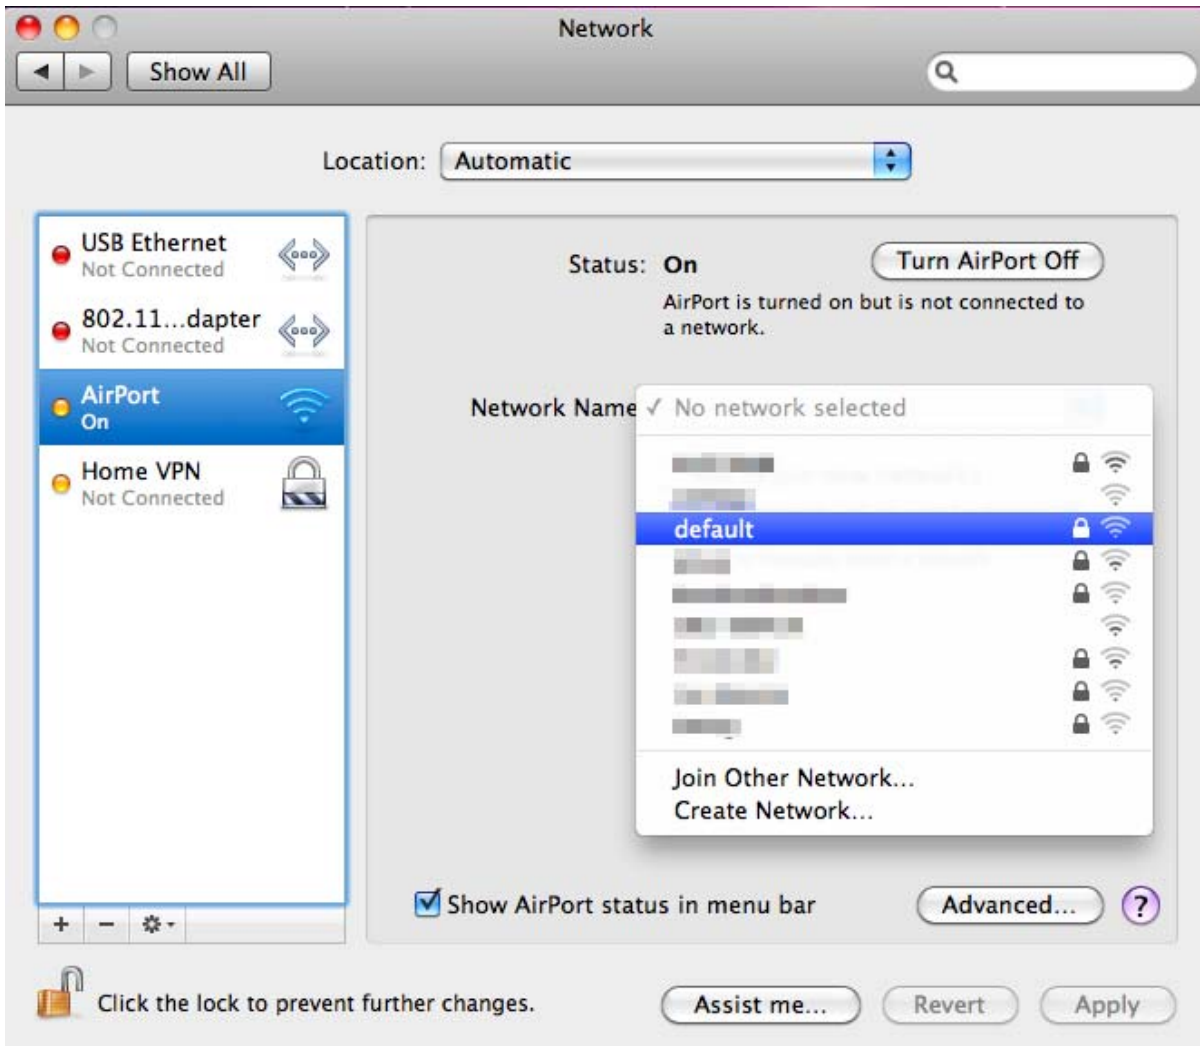 Network
Show All
Location: Automatic
USB Ethernet
Not Connected
802.11...dapter
Not Connected
AirPort
On
Home VPN
Not Connected
Status: On
Turn AirPort Off
AirPort is turned on but is not connected to
a network.
Network Name
✓ No network selected
default
Join Other Network...
Create Network...
Show AirPort status in menu bar
Advanced...
?
Click the lock to prevent further changes.
Assist me...
Revert
Apply